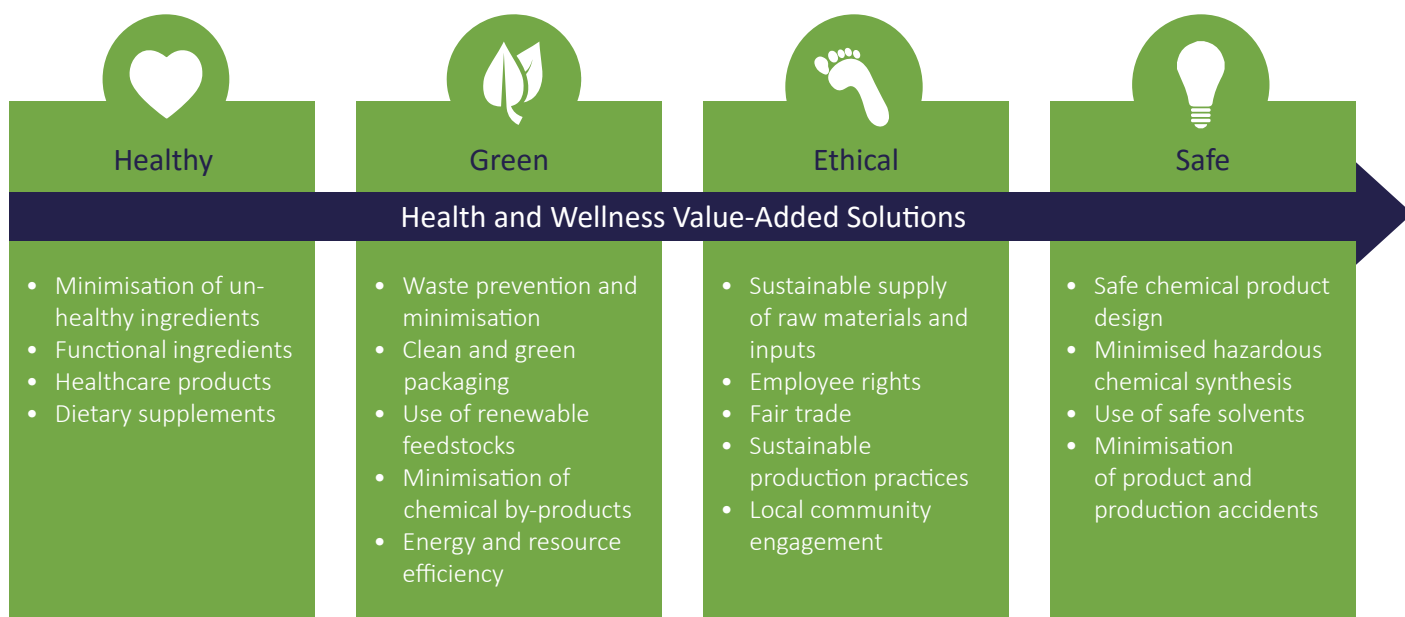 Healthy
Green
Ethical
Safe
Health and Wellness Value-Added Solutions
• Minimisation of un-
healthy ingredients
• Functional ingredients
• Healthcare products
• Dietary supplements
• Waste prevention and
minimisation
• Clean and green
packaging
• Use of renewable
feedstocks
• Minimisation of
chemical by-products
• Energy and resource
efficiency
• Sustainable supply
of raw materials and
inputs
• Employee rights
• Fair trade
• Sustainable
production practices
• Local community
engagement
• Safe chemical product
design
• Minimised hazardous
chemical synthesis
• Use of safe solvents
• Minimisation
of product and
production accidents